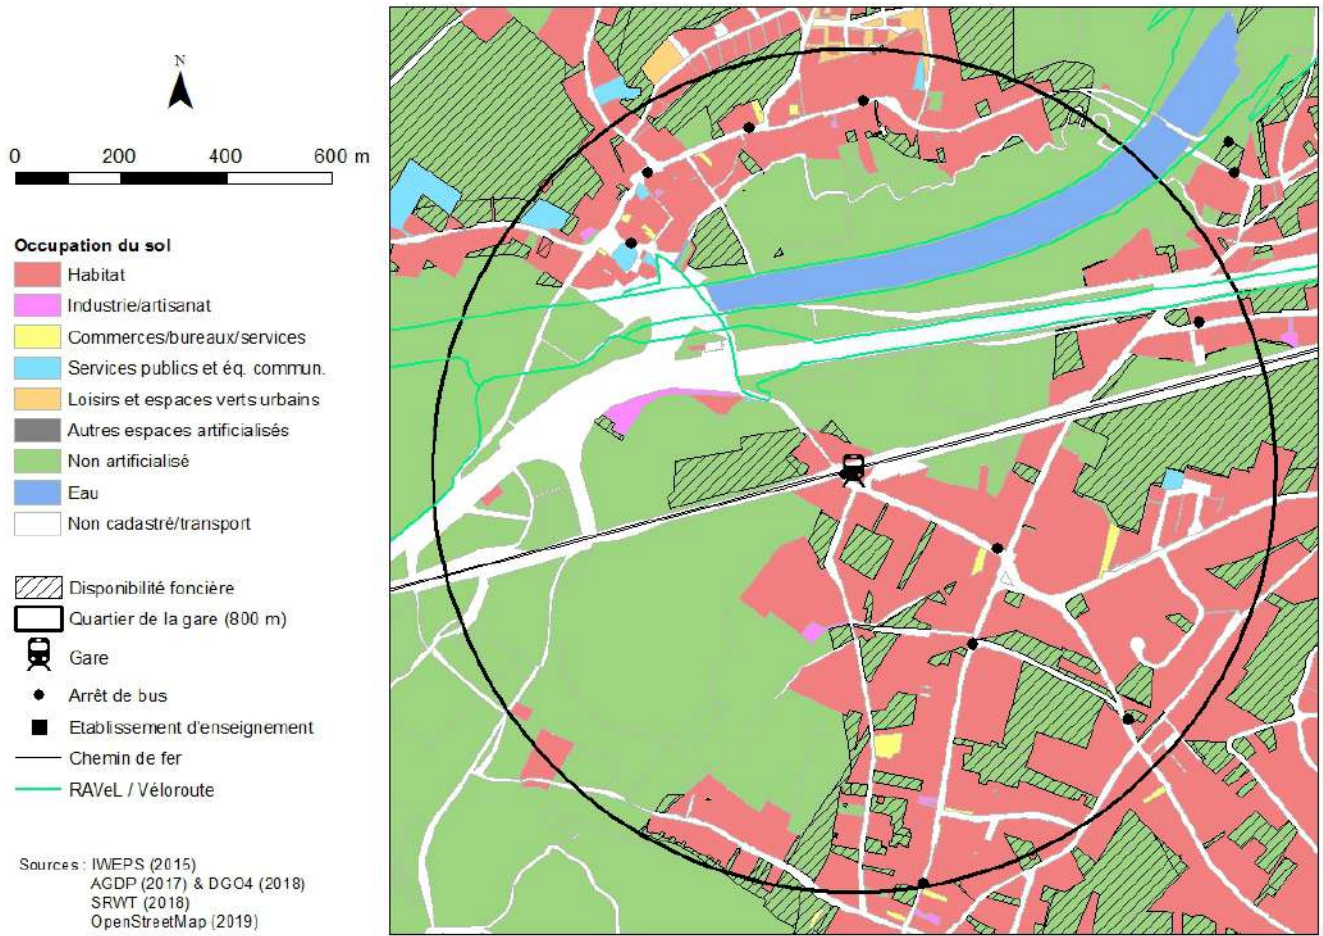 N
0 200 400 600 m
Occupation du sol
Habitat
Industrie/artisanat
Commerces/bureaux/services
Services publics et éq. commun.
Loisirs et espaces verts urbains
Autres espaces artificialisés
Non artificialisé
Eau
Non cadastré/transport
Disponibilité foncière
Quartier de la gare (800 m)
Gare
Arrêt de bus
Etablissement d'enseignement
Chemin de fer
RAVeL / Véloroute
Sources : IWEPS (2015)
AGDP (2017) & DGO4 (2018)
SRWT (2018)
OpenStreetMap (2019)